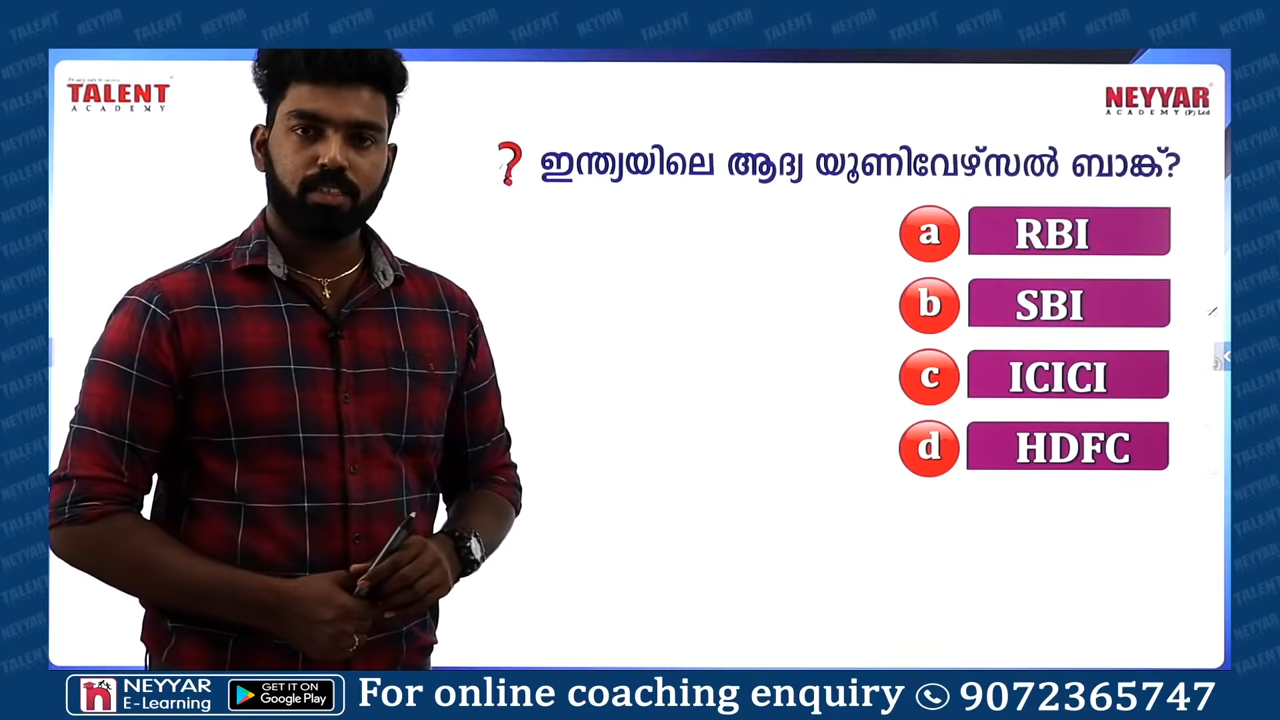 TALENT
ACADEMY
NEYYAR
ACADEMY (P) Ltd
? ഇന്ത്യയിലെ ആദ്യ യൂണിവേഴ്സൽ ബാങ്ക്?
a RBI
b SBI
c ICICI
d HDFC
NEYYAR
E-Learning
GET IT ON
Google Play
For online coaching enquiry 9072365747